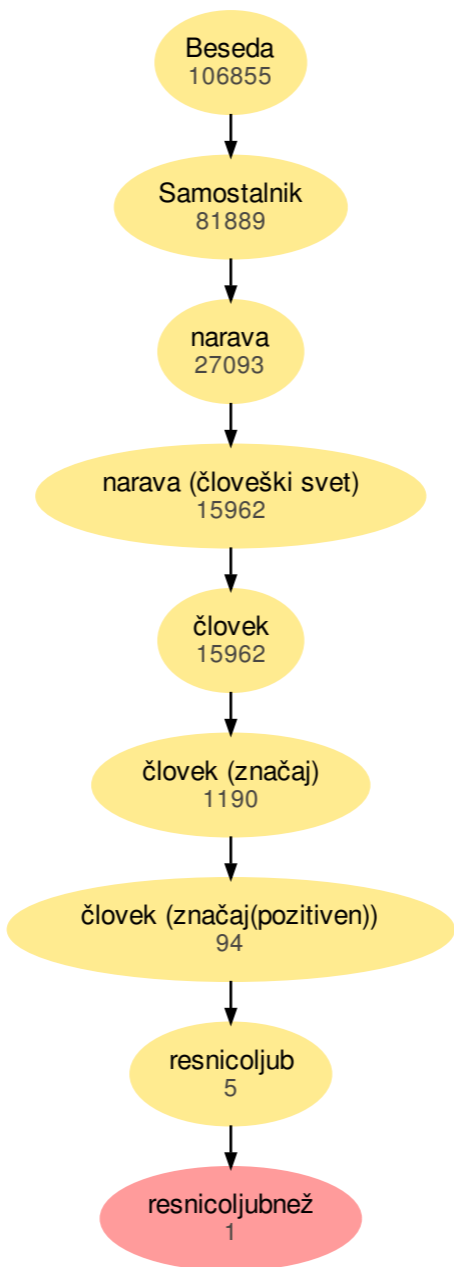 Beseda
106855
Samostalnik
81889
narava
27093
narava (človeški svet)
15962
človek
15962
človek (značaj)
1190
človek (značaj(pozitiven))
94
resnicoljub
5
resnicoljubnež
1